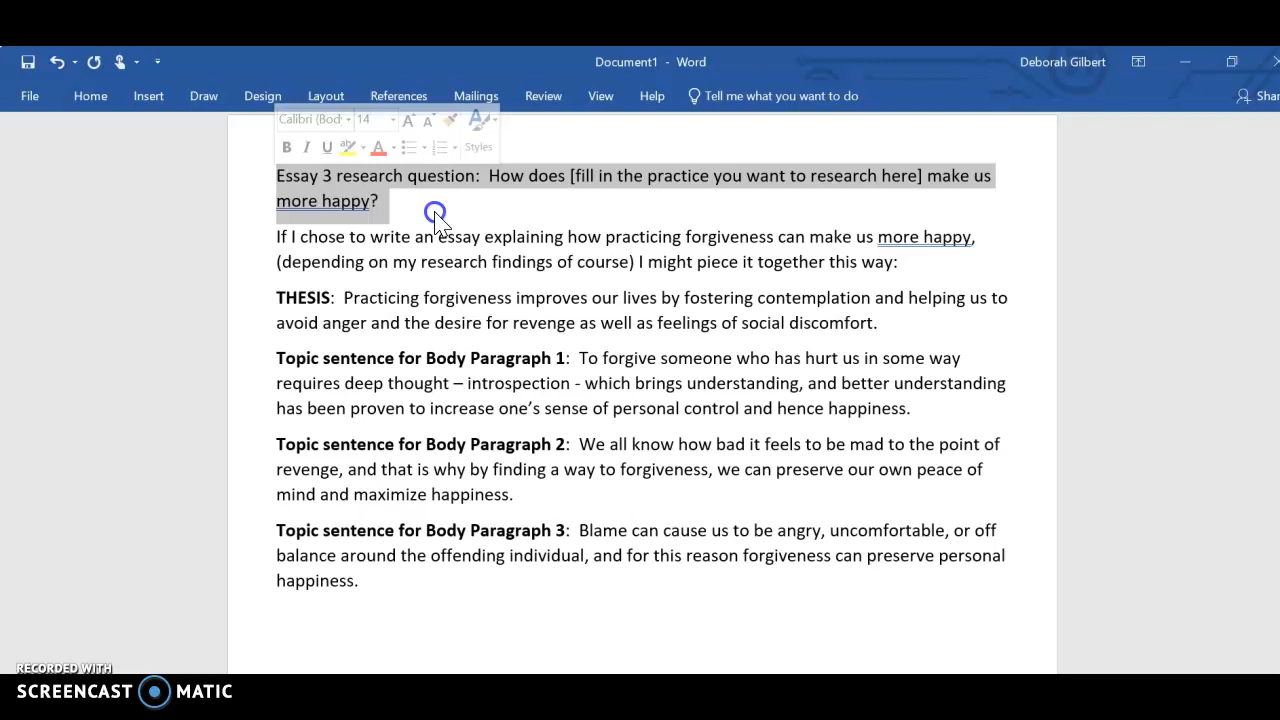 Document1 - Word
Deborah Gilbert
File Home Insert Draw Design Layout References Mailings Review View Help Tell me what you want to do Shar
Calibri (Bod 14
B I U Styles
Essay 3 research question: How does [fill in the practice you want to research here] make us
more happy?
If I chose to write an essay explaining how practicing forgiveness can make us more happy,
(depending on my research findings of course) I might piece it together this way:
THESIS: Practicing forgiveness improves our lives by fostering contemplation and helping us to
avoid anger and the desire for revenge as well as feelings of social discomfort.
Topic sentence for Body Paragraph 1: To forgive someone who has hurt us in some way
requires deep thought – introspection - which brings understanding, and better understanding
has been proven to increase one’s sense of personal control and hence happiness.
Topic sentence for Body Paragraph 2: We all know how bad it feels to be mad to the point of
revenge, and that is why by finding a way to forgiveness, we can preserve our own peace of
mind and maximize happiness.
Topic sentence for Body Paragraph 3: Blame can cause us to be angry, uncomfortable, or off
balance around the offending individual, and for this reason forgiveness can preserve personal
happiness.
RECORDED WITH
SCREENCAST MATIC